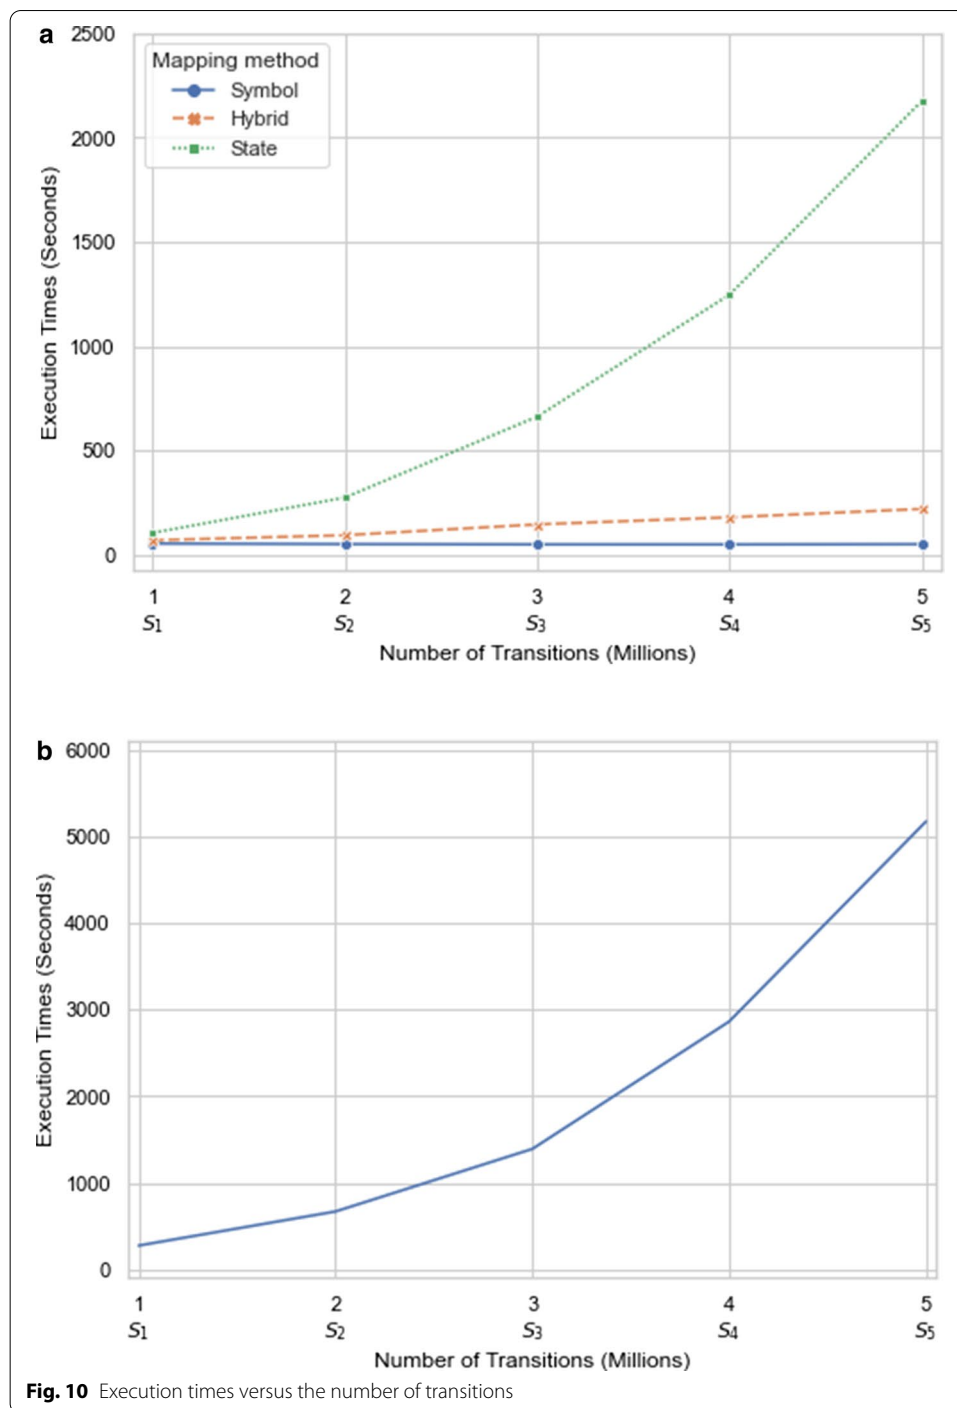 a
2500
Mapping method
Symbol
Hybrid
State
2000
1500
1000
500
0
Execution Times (Seconds)
1 2 3 4 5
S₁ S₂ S₃ S₄ S₅
Number of Transitions (Millions)
b
6000
5000
4000
3000
2000
1000
0
Execution Times (Seconds)
1 2 3 4 5
S₁ S₂ S₃ S₄ S₅
Number of Transitions (Millions)
Fig. 10 Execution times versus the number of transitions